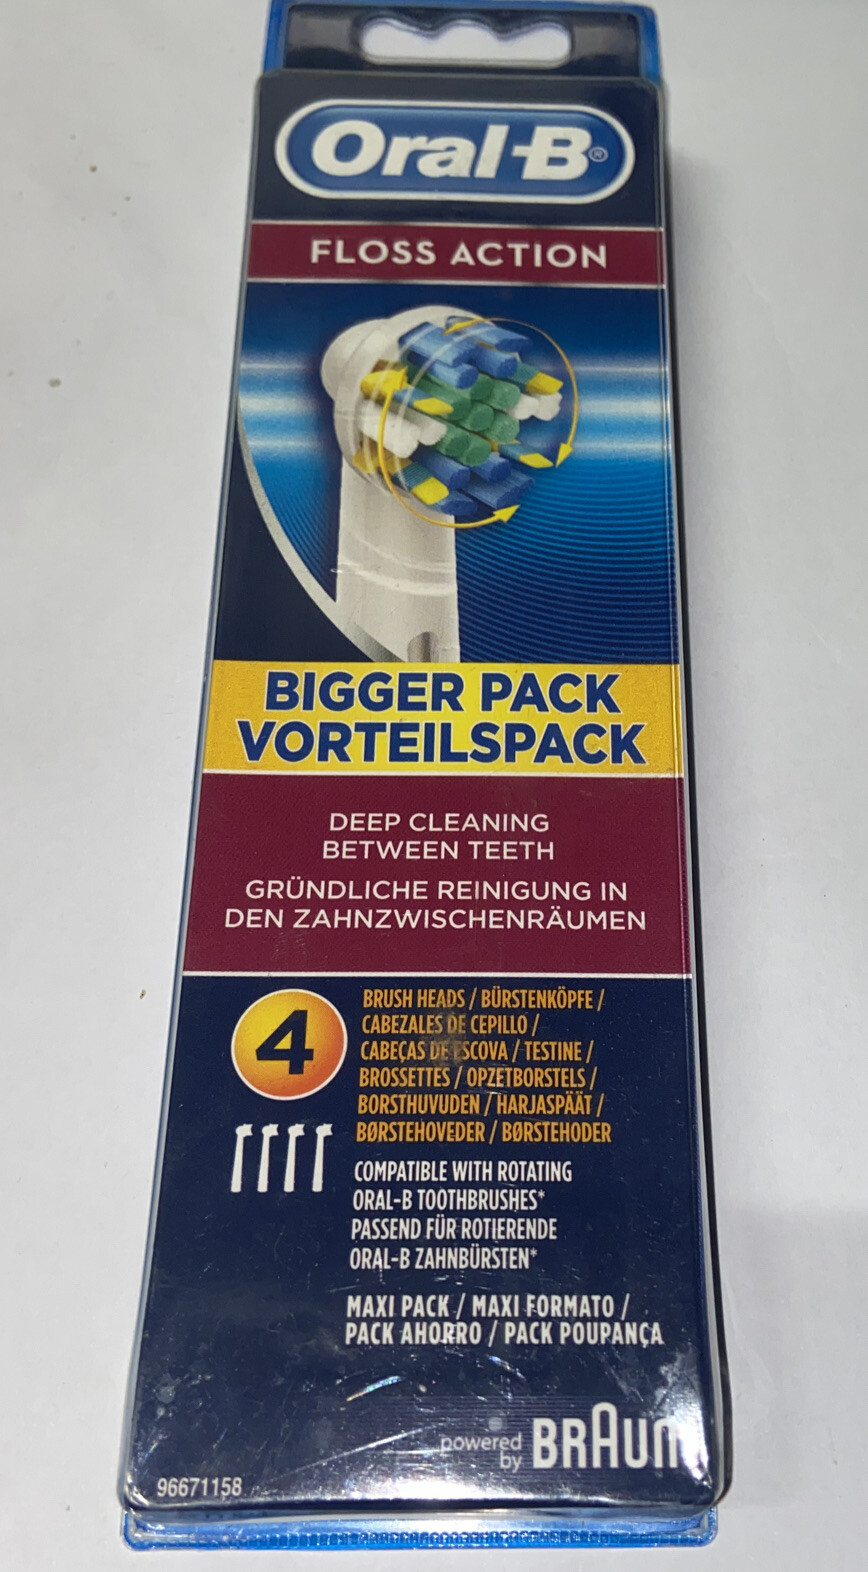 Oral-B®
FLOSS ACTION
BIGGER PACK
VORTEILSPACK
DEEP CLEANING
BETWEEN TEETH
GRÜNDLICHE REINIGUNG IN
DEN ZAHNZWISCHENRÄUMEN
4
BRUSH HEADS / BÜRSTENKÖPFE /
CABEZALES DE CEPILLO /
CABEÇAS DE ESCOVA / TESTINE /
BROSSETTES / OPZETBORSTELS /
BORSTHUVUDEN / HARJASPÄÄT /
BØRSTEHOVEDER / BØRSTEHODER
COMPATIBLE WITH ROTATING
ORAL-B TOOTHBRUSHES*
PASSEND FÜR ROTIERENDE
ORAL-B ZAHNBÜRSTEN*
MAXI PACK / MAXI FORMATO /
PACK AHORRO / PACK POUPANÇA
powered
by
BRAUN
96671158